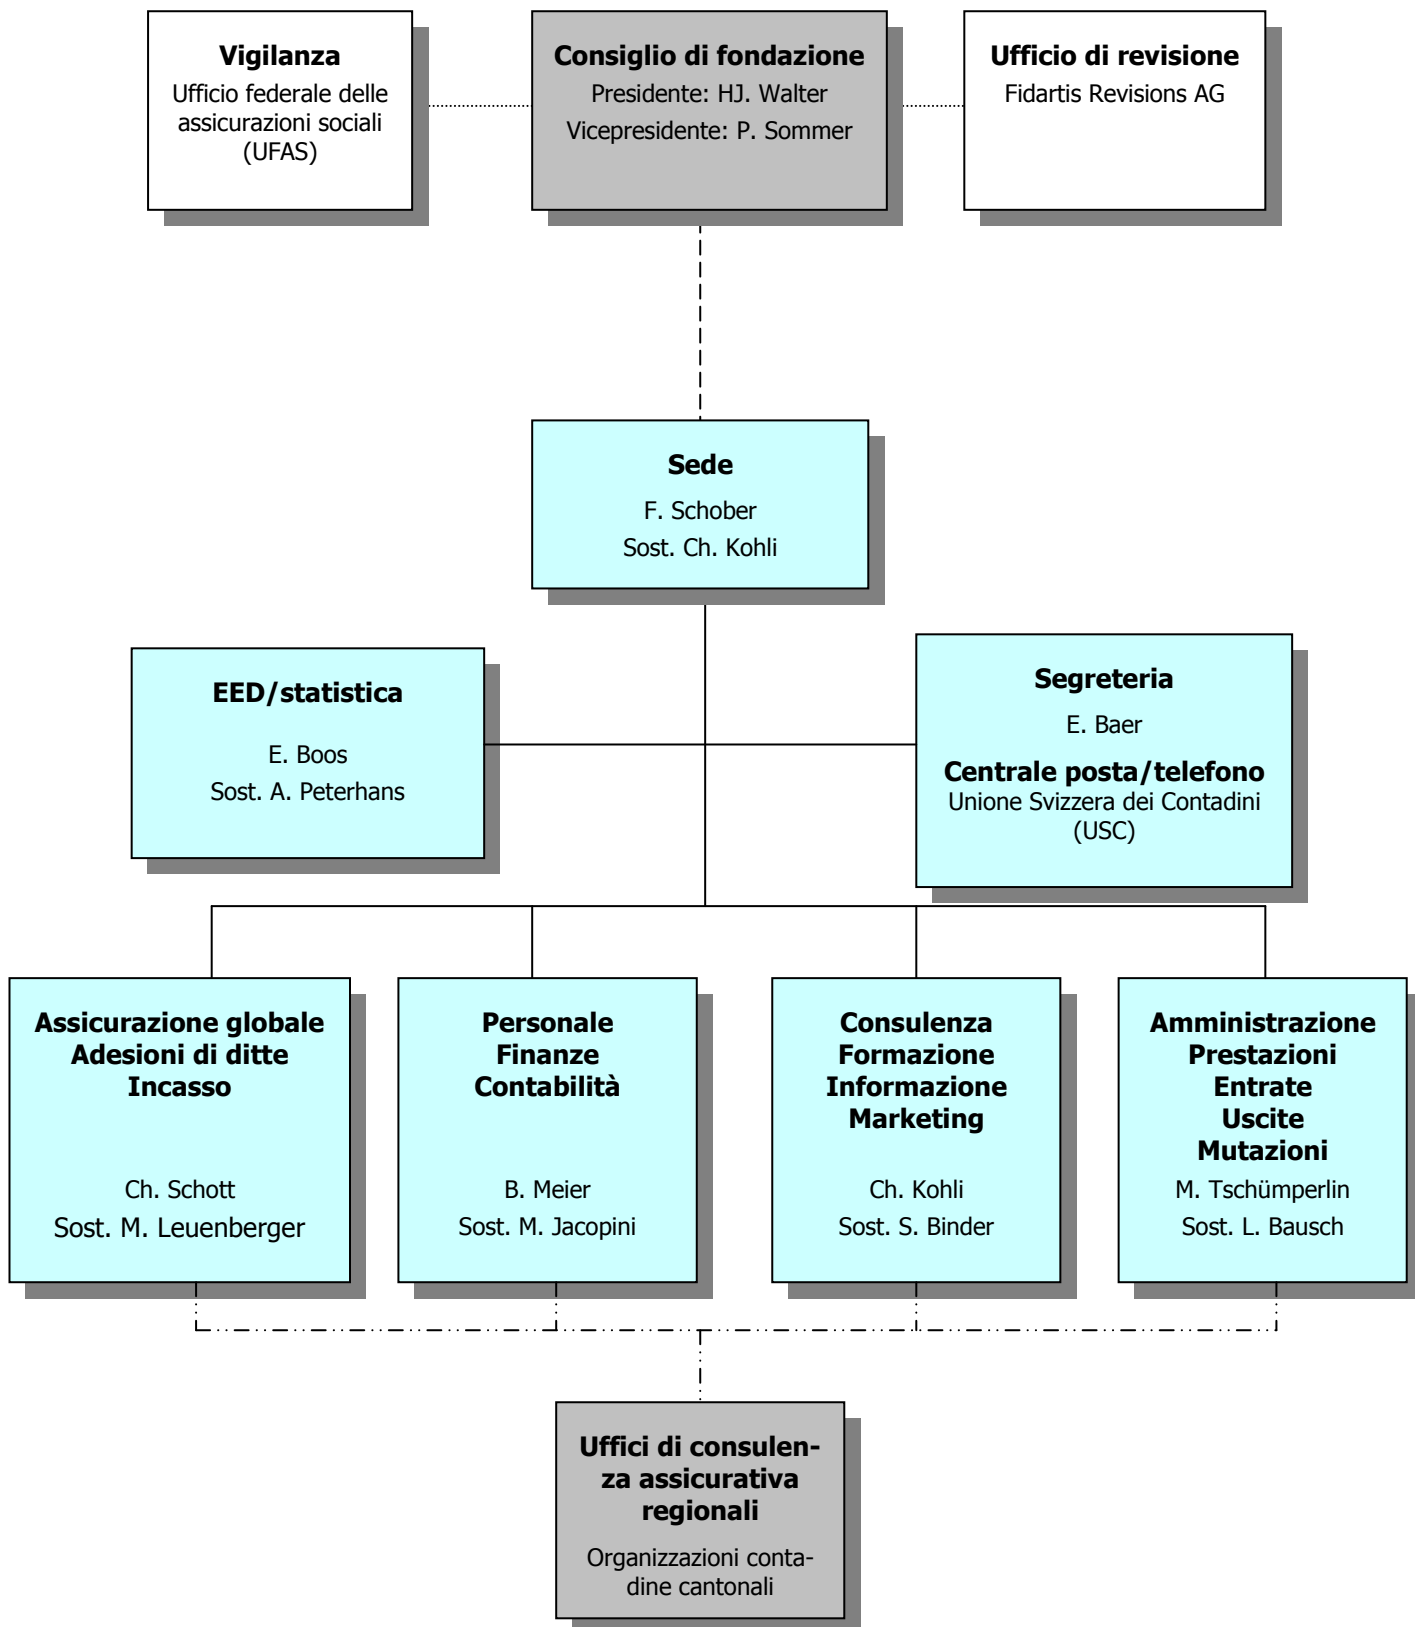 Vigilanza
Ufficio federale delle
assicurazioni sociali
(UFAS)
Consiglio di fondazione
Presidente: HJ. Walter
Vicepresidente: P. Sommer
Ufficio di revisione
Fidartis Revisions AG
Sede
F. Schober
Sost. Ch. Kohli
EED/statistica
E. Boos
Sost. A. Peterhans
Segreteria
E. Baer
Centrale posta/telefono
Unione Svizzera dei Contadini
(USC)
Assicurazione globale
Adesioni di ditte
Incasso
Ch. Schott
Sost. M. Leuenberger
Personale
Finanze
Contabilità
B. Meier
Sost. M. Jacopini
Consulenza
Formazione
Informazione
Marketing
Ch. Kohli
Sost. S. Binder
Amministrazione
Prestazioni
Entrate
Uscite
Mutazioni
M. Tschümperlin
Sost. L. Bausch
Uffici di consulen-
za assicurativa
regionali
Organizzazioni conta-
dine cantonali